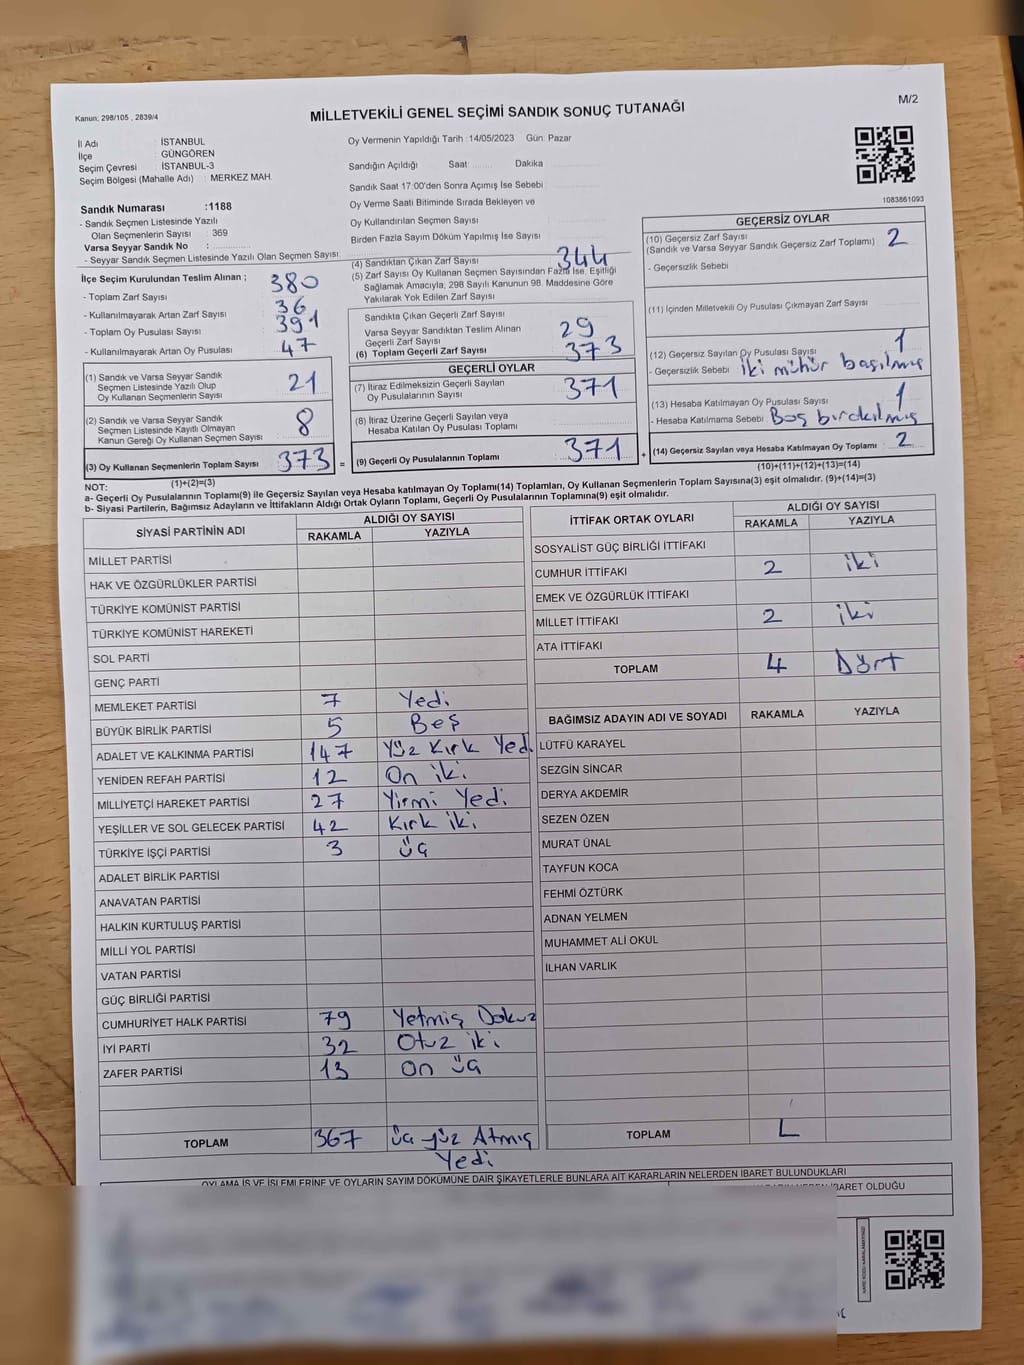 Kanun; 298/105 , 2839/4
MİLLETVEKİLİ GENEL SEÇİMİ SANDIK SONUÇ TUTANAĞI
M/2
İl Adı : İSTANBUL
İlçe : GÜNGÖREN
Seçim Çevresi : İSTANBUL-3
Seçim Bölgesi (Mahalle Adı) : MERKEZ MAH.
Oy Vermenin Yapıldığı Tarih :14/05/2023 Gün: Pazar
Sandığın Açıldığı Saat: Dakika
Sandık Saat 17:00'den Sonra Açımış İse Sebebi :
Oy Verme Saati Bitiminde Sırada Bekleyen ve
Oy Kullandırılan Seçmen Sayısı
Birden Fazla Sayım Döküm Yapılmış İse Sayısı
1083861093
Sandık Numarası :1188
- Sandık Seçmen Listesinde Yazılı
Olan Seçmenlerin Sayısı : 369
Varsa Seyyar Sandık No :
- Seyyar Sandık Seçmen Listesinde Yazılı Olan Seçmen Sayısı:
İlçe Seçim Kurulundan Teslim Alınan ; 380
- Toplam Zarf Sayısı
- Kullanılmayarak Artan Zarf Sayısı : 36
- Toplam Oy Pusulası Sayısı : 391
- Kullanılmayarak Artan Oy Pusulası : 47
(1) Sandık ve Varsa Seyyar Sandık
Seçmen Listesinde Yazılı Olup
Oy Kullanan Seçmenlerin Sayısı 21
(2) Sandık ve Varsa Seyyar Sandık
Seçmen Listesinde Kayıtlı Olmayan
Kanun Gereği Oy Kullanan Seçmen Sayısı 8
(3) Oy Kullanan Seçmenlerin Toplam Sayısı 373
(1)+(2)=(3)
(4) Sandıktan Çıkan Zarf Sayısı 344
(5) Zarf Sayısı Oy Kullanan Seçmen Sayısından Fazla İse, Eşitliği
Sağlamak Amacıyla, 298 Sayılı Kanunun 98. Maddesine Göre
Yakılarak Yok Edilen Zarf Sayısı
Sandıkta Çıkan Geçerli Zarf Sayısı
Varsa Seyyar Sandıktan Teslim Alınan
Geçerli Zarf Sayısı 29
(6) Toplam Geçerli Zarf Sayısı 373
GEÇERLİ OYLAR
(7) İtiraz Edilmeksizin Geçerli Sayılan
Oy Pusulalarının Sayısı 371
(8) İtiraz Üzerine Geçerli Sayılan veya
Hesaba Katılan Oy Pusulası Toplamı
= (9) Geçerli Oy Pusulalarının Toplamı 371
GEÇERSİZ OYLAR
(10) Geçersiz Zarf Sayısı
(Sandık ve Varsa Seyyar Sandık Geçersiz Zarf Toplamı) 2
- Geçersizlik Sebebi
(11) İçinden Milletvekili Oy Pusulası Çıkmayan Zarf Sayısı
(12) Geçersiz Sayılan Oy Pusulası Sayısı 1
- Geçersizlik Sebebi iki mühür basılmış
(13) Hesaba Katılmayan Oy Pusulası Sayısı 1
- Hesaba Katılmama Sebebi Boş bırakılmış
+ (14) Geçersiz Sayılan veya Hesaba Katılmayan Oy Toplamı 2
(10)+(11)+(12)+(13)=(14)
NOT:
a- Geçerli Oy Pusulalarının Toplamı(9) ile Geçersiz Sayılan veya Hesaba katılmayan Oy Toplamı(14) Toplamları, Oy Kullanan Seçmenlerin Toplam Sayısına(3) eşit olmalıdır. (9)+(14)=(3)
b- Siyasi Partilerin, Bağımsız Adayların ve İttifakların Aldığı Ortak Oyların Toplamı, Geçerli Oy Pusulalarının Toplamına(9) eşit olmalıdır.
SİYASİ PARTİNİN ADI ALDIĞI OY SAYISI
RAKAMLA YAZIYLA
MİLLET PARTİSİ
HAK VE ÖZGÜRLÜKLER PARTİSİ
TÜRKİYE KOMÜNİST PARTİSİ
TÜRKİYE KOMÜNİST HAREKETİ
SOL PARTİ
GENÇ PARTİ
MEMLEKET PARTİSİ 7 Yedi
BÜYÜK BİRLİK PARTİSİ 5 Beş
ADALET VE KALKINMA PARTİSİ 147 Yüz Kırk Yedi
YENİDEN REFAH PARTİSİ 12 On iki
MİLLİYETÇİ HAREKET PARTİSİ 27 Yirmi Yedi
YEŞİLLER VE SOL GELECEK PARTİSİ 42 Kırk iki
TÜRKİYE İŞÇİ PARTİSİ 3 üç
ADALET BİRLİK PARTİSİ
ANAVATAN PARTİSİ
HALKIN KURTULUŞ PARTİSİ
MİLLİ YOL PARTİSİ
VATAN PARTİSİ
GÜÇ BİRLİĞİ PARTİSİ
CUMHURİYET HALK PARTİSİ 79 Yetmiş Dokuz
İYİ PARTİ 32 Otuz iki
ZAFER PARTİSİ 13 On üç
TOPLAM 367 üç yüz Atmış
Yedi
İTTİFAK ORTAK OYLARI ALDIĞI OY SAYISI
RAKAMLA YAZIYLA
SOSYALİST GÜÇ BİRLİĞİ İTTİFAKI
CUMHUR İTTİFAKI 2 iki
EMEK VE ÖZGÜRLÜK İTTİFAKI
MİLLET İTTİFAKI 2 iki
ATA İTTİFAKI
TOPLAM 4 Dört
BAĞIMSIZ ADAYIN ADI VE SOYADI RAKAMLA YAZIYLA
LÜTFÜ KARAYEL
SEZGİN SİNCAR
DERYA AKDEMİR
SEZEN ÖZEN
MURAT ÜNAL
TAYFUN KOCA
FEHMİ ÖZTÜRK
ADNAN YELMEN
MUHAMMET ALİ OKUL
İLHAN VARLIK
TOPLAM
OYLAMA İŞ VE İŞLEMLERİNE VE OYLARIN SAYIM DÖKÜMÜNE DAİR ŞİKAYETLERLE BUNLARA AİT KARARLARIN NELERDEN İBARET BULUNDUKLARI
İBARET OLDUĞU